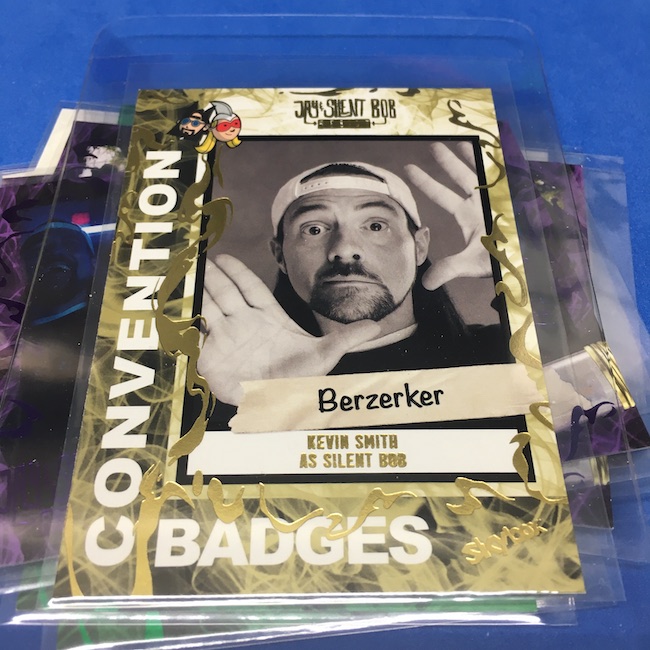 JAY & SILENT BOB
CONVENTION
Berzerker
KEVIN SMITH
AS SILENT BOB
BADGES
Skybox